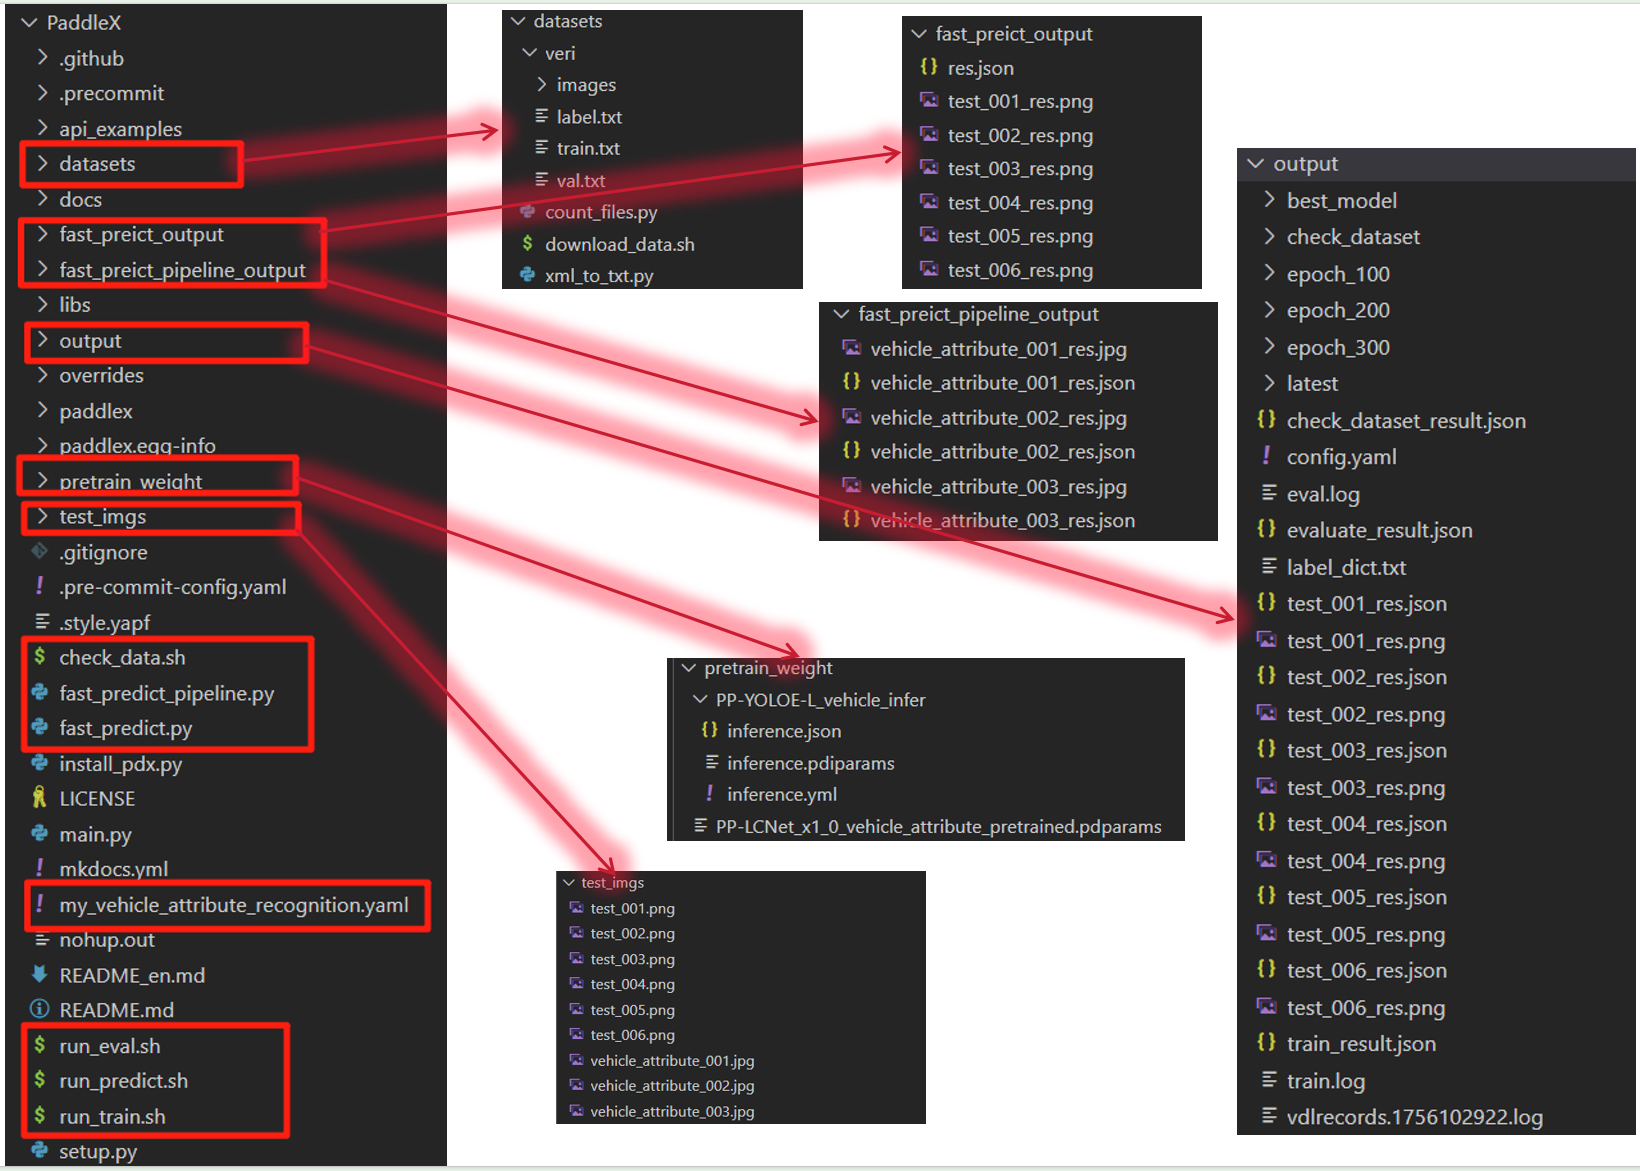 PaddleX
.github
.precommit
api_examples
datasets
docs
fast_preict_output
fast_preict_pipeline_output
libs
output
overrides
paddlex
paddlex.egg-info
pretrain_weight
test_imgs
.gitignore
.pre-commit-config.yaml
.style.yapf
check_data.sh
fast_predict_pipeline.py
fast_predict.py
install_pdx.py
LICENSE
main.py
mkdocs.yml
my_vehicle_attribute_recognition.yaml
nohup.out
README_en.md
README.md
run_eval.sh
run_predict.sh
run_train.sh
setup.py
datasets
veri
images
label.txt
train.txt
val.txt
count_files.py
download_data.sh
xml_to_txt.py
fast_preict_output
res.json
test_001_res.png
test_002_res.png
test_003_res.png
test_004_res.png
test_005_res.png
test_006_res.png
fast_preict_pipeline_output
vehicle_attribute_001_res.jpg
vehicle_attribute_001_res.json
vehicle_attribute_002_res.jpg
vehicle_attribute_002_res.json
vehicle_attribute_003_res.jpg
vehicle_attribute_003_res.json
pretrain_weight
PP-YOLOE-L_vehicle_infer
inference.json
inference.pdiparams
inference.yml
PP-LCNet_x1_0_vehicle_attribute_pretrained.pdparams
test_imgs
test_001.png
test_002.png
test_003.png
test_004.png
test_005.png
test_006.png
vehicle_attribute_001.jpg
vehicle_attribute_002.jpg
vehicle_attribute_003.jpg
output
best_model
check_dataset
epoch_100
epoch_200
epoch_300
latest
check_dataset_result.json
config.yaml
eval.log
evaluate_result.json
label_dict.txt
test_001_res.json
test_001_res.png
test_002_res.json
test_002_res.png
test_003_res.json
test_003_res.png
test_004_res.json
test_004_res.png
test_005_res.json
test_005_res.png
test_006_res.json
test_006_res.png
train_result.json
train.log
vdlrecords.1756102922.log